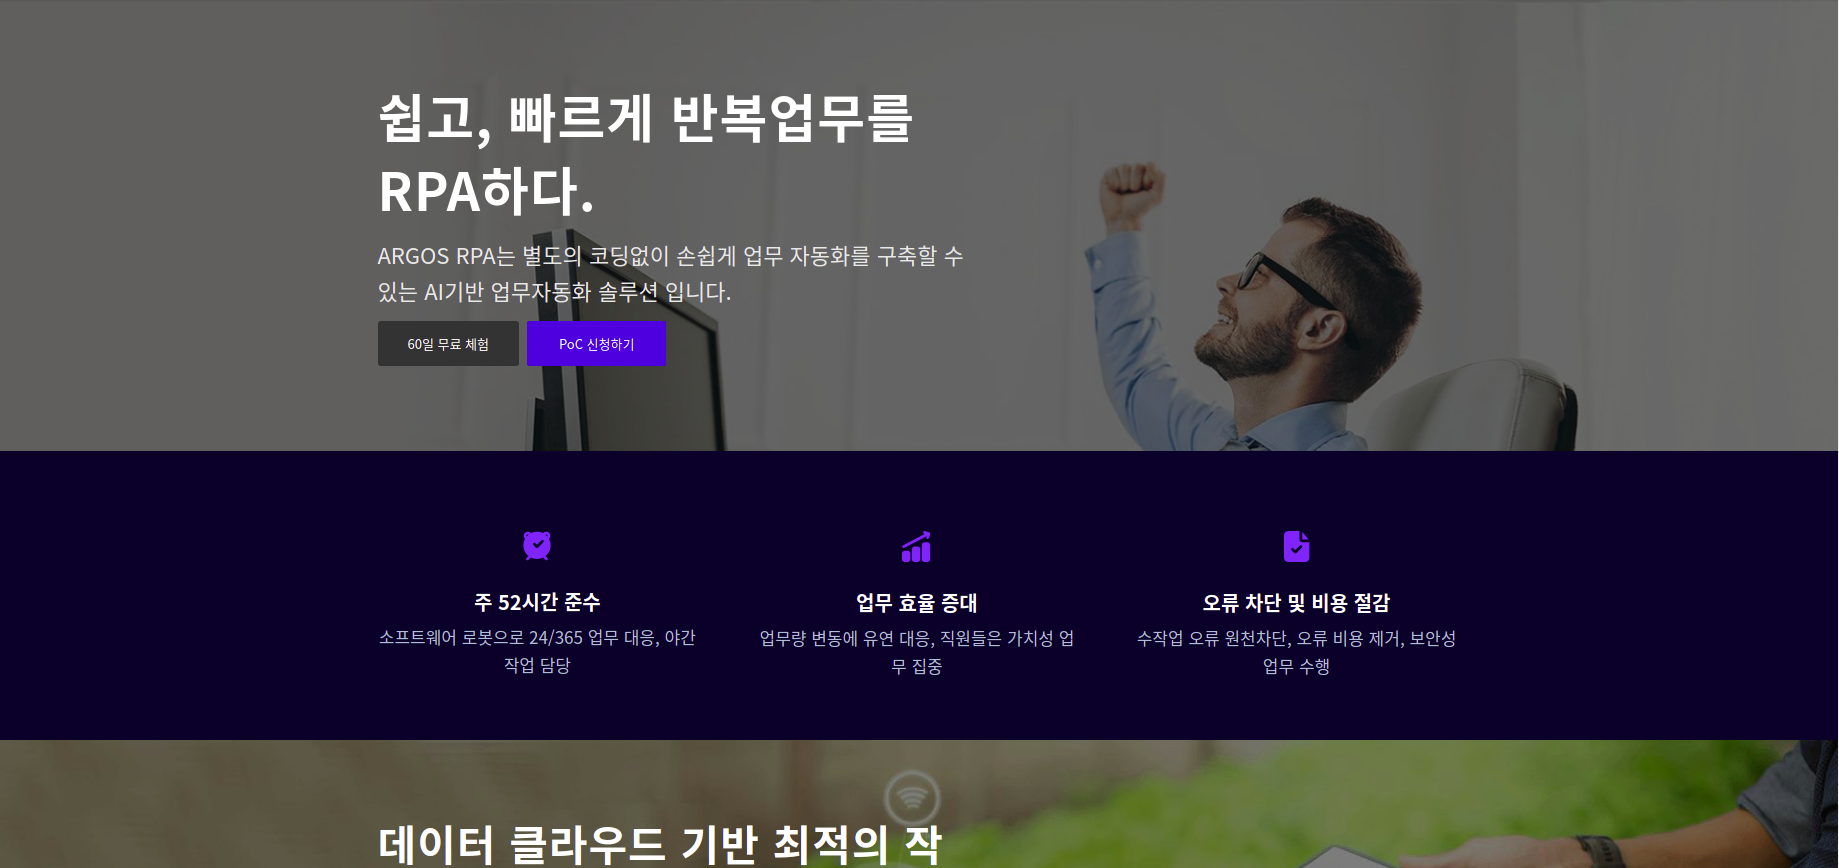 쉽고, 빠르게 반복업무를
RPA하다.
ARGOS RPA는 별도의 코딩없이 손쉽게 업무 자동화를 구축할 수
있는 AI기반 업무자동화 솔루션 입니다.
60일 무료 체험
PoC 신청하기
주 52시간 준수
소프트웨어 로봇으로 24/365 업무 대응, 야간
작업 담당
업무 효율 증대
업무량 변동에 유연 대응, 직원들은 가치성 업
무 집중
오류 차단 및 비용 절감
수작업 오류 원천차단, 오류 비용 제거, 보안성
업무 수행
데이터 클라우드 기반 최적의 작